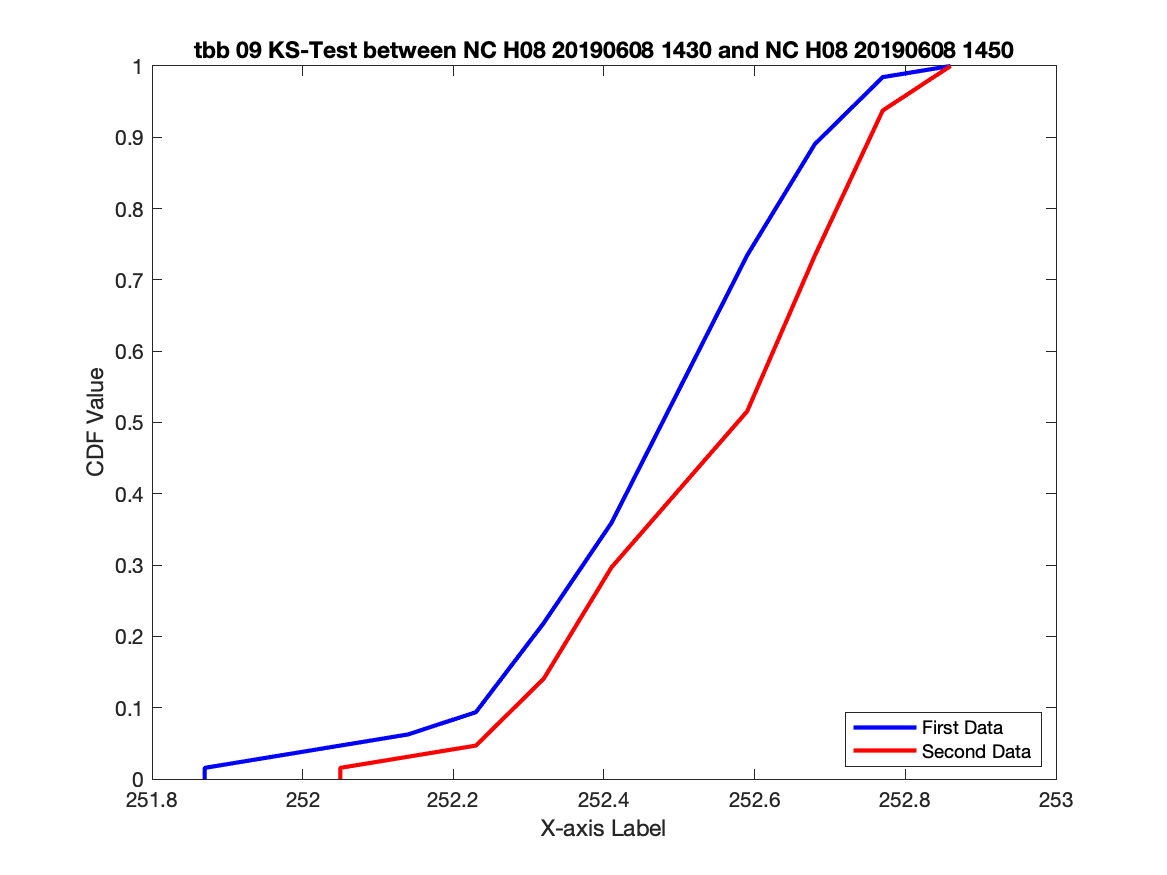 tbb 09 KS-Test between NC H08 20190608 1430 and NC H08 20190608 1450
1
0.9
0.8
0.7
0.6
0.5
0.4
0.3
0.2
0.1
0
CDF Value
First Data
Second Data
251.8 252 252.2 252.4 252.6 252.8 253
X-axis Label